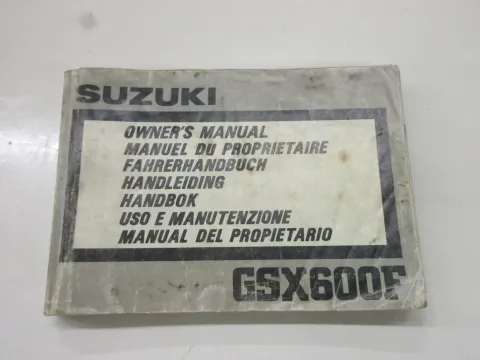 SUZUKI
OWNER'S MANUAL
MANUEL DU PROPRIETAIRE
FAHRERHANDBUCH
HANDLEIDING
HANDBOK
USO E MANUTENZIONE
MANUAL DEL PROPIETARIO
GSX600F